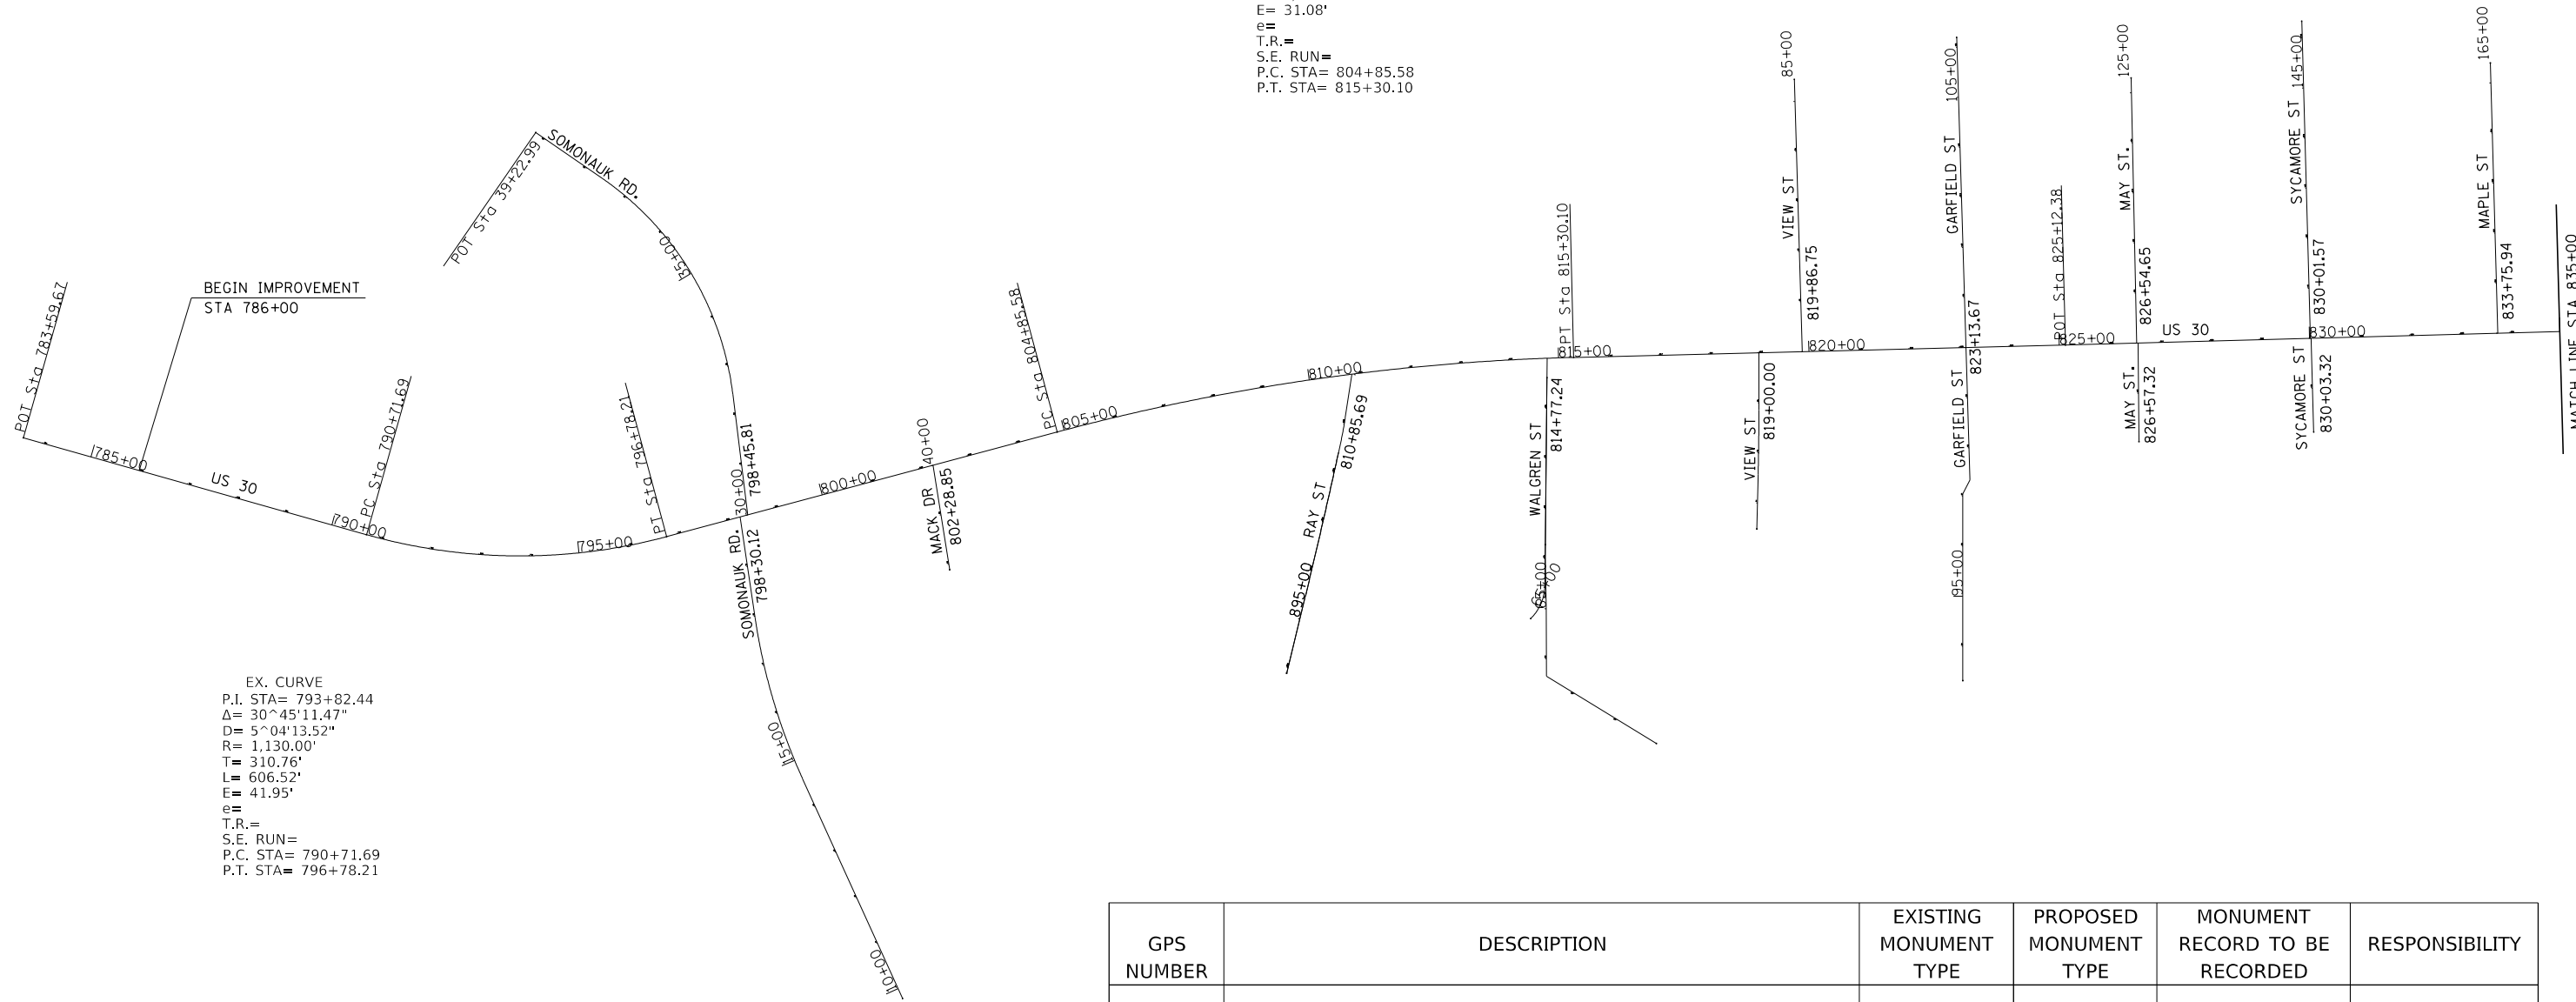 E= 31.08'
e=
T.R.=
S.E. RUN=
P.C. STA= 804+85.58
P.T. STA= 815+30.10
POT Sta 783+59.67
BEGIN IMPROVEMENT
STA 786+00
785+00
US 30
PC Sta 790+71.69
790+00
POT Sta 39+22.99
SOMONAUK RD.
35+00
795+00
PT Sta 796+78.21
30+00
798+45.81
SOMONAUK RD.
798+30.12
15+00
10+00
800+00
40+00
MACK DR
802+28.85
PC Sta 804+85.58
805+00
810+00
RAY ST
810+85.69
895+00
WALGREN ST
814+77.24
65+00
PT Sta 815+30.10
815+00
85+00
VIEW ST
819+86.75
VIEW ST
819+00.00
820+00
105+00
GARFIELD ST
823+13.67
GARFIELD ST
95+00
POT Sta 825+12.38
825+00
125+00
MAY ST.
826+54.65
MAY ST.
826+57.32
US 30
145+00
SYCAMORE ST
830+01.57
830+00
SYCAMORE ST
830+03.32
165+00
MAPLE ST
833+75.94
MATCH LINE STA 835+00
EX. CURVE
P.I. STA= 793+82.44
Δ= 30^45'11.47"
D= 5^04'13.52"
R= 1,130.00'
T= 310.76'
L= 606.52'
E= 41.95'
e=
T.R.=
S.E. RUN=
P.C. STA= 790+71.69
P.T. STA= 796+78.21
GPS
NUMBER
DESCRIPTION
EXISTING
MONUMENT
TYPE
PROPOSED
MONUMENT
TYPE
MONUMENT
RECORD TO BE
RECORDED
RESPONSIBILITY